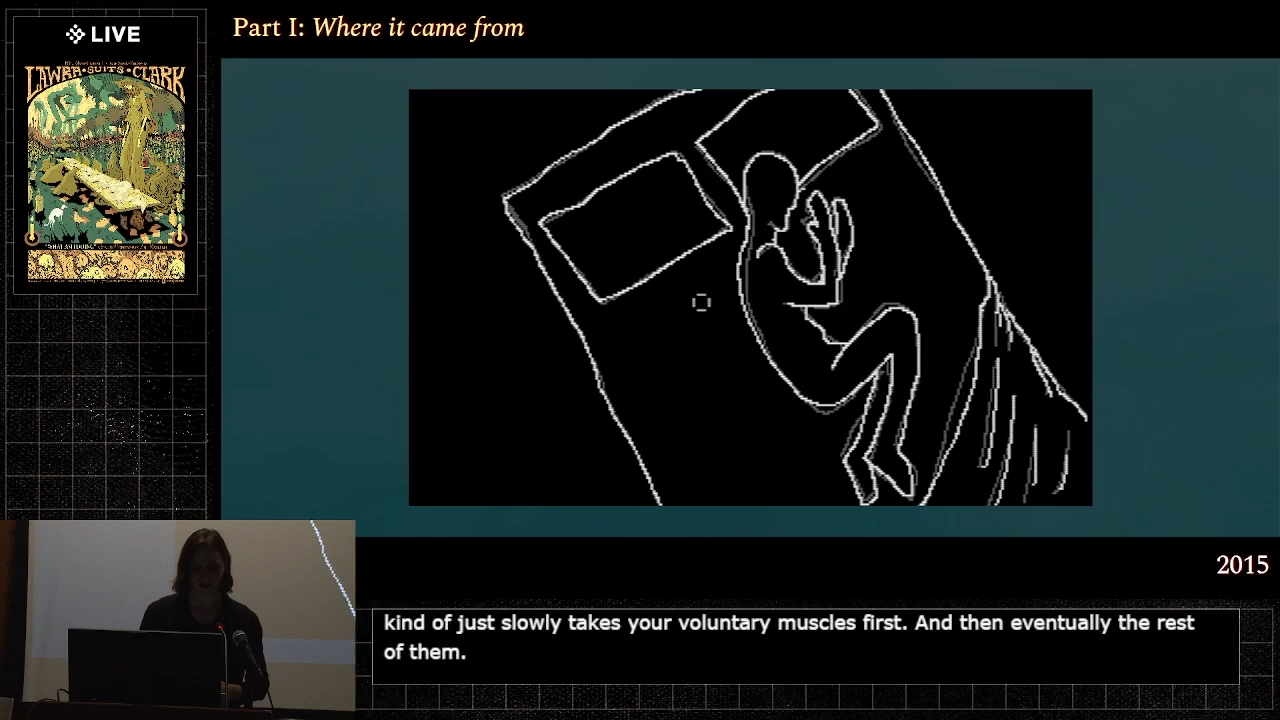 LIVE
Part I: Where it came from
LAWRA·SUITS·CLARK
2015
kind of just slowly takes your voluntary muscles first. And then eventually the rest
of them.